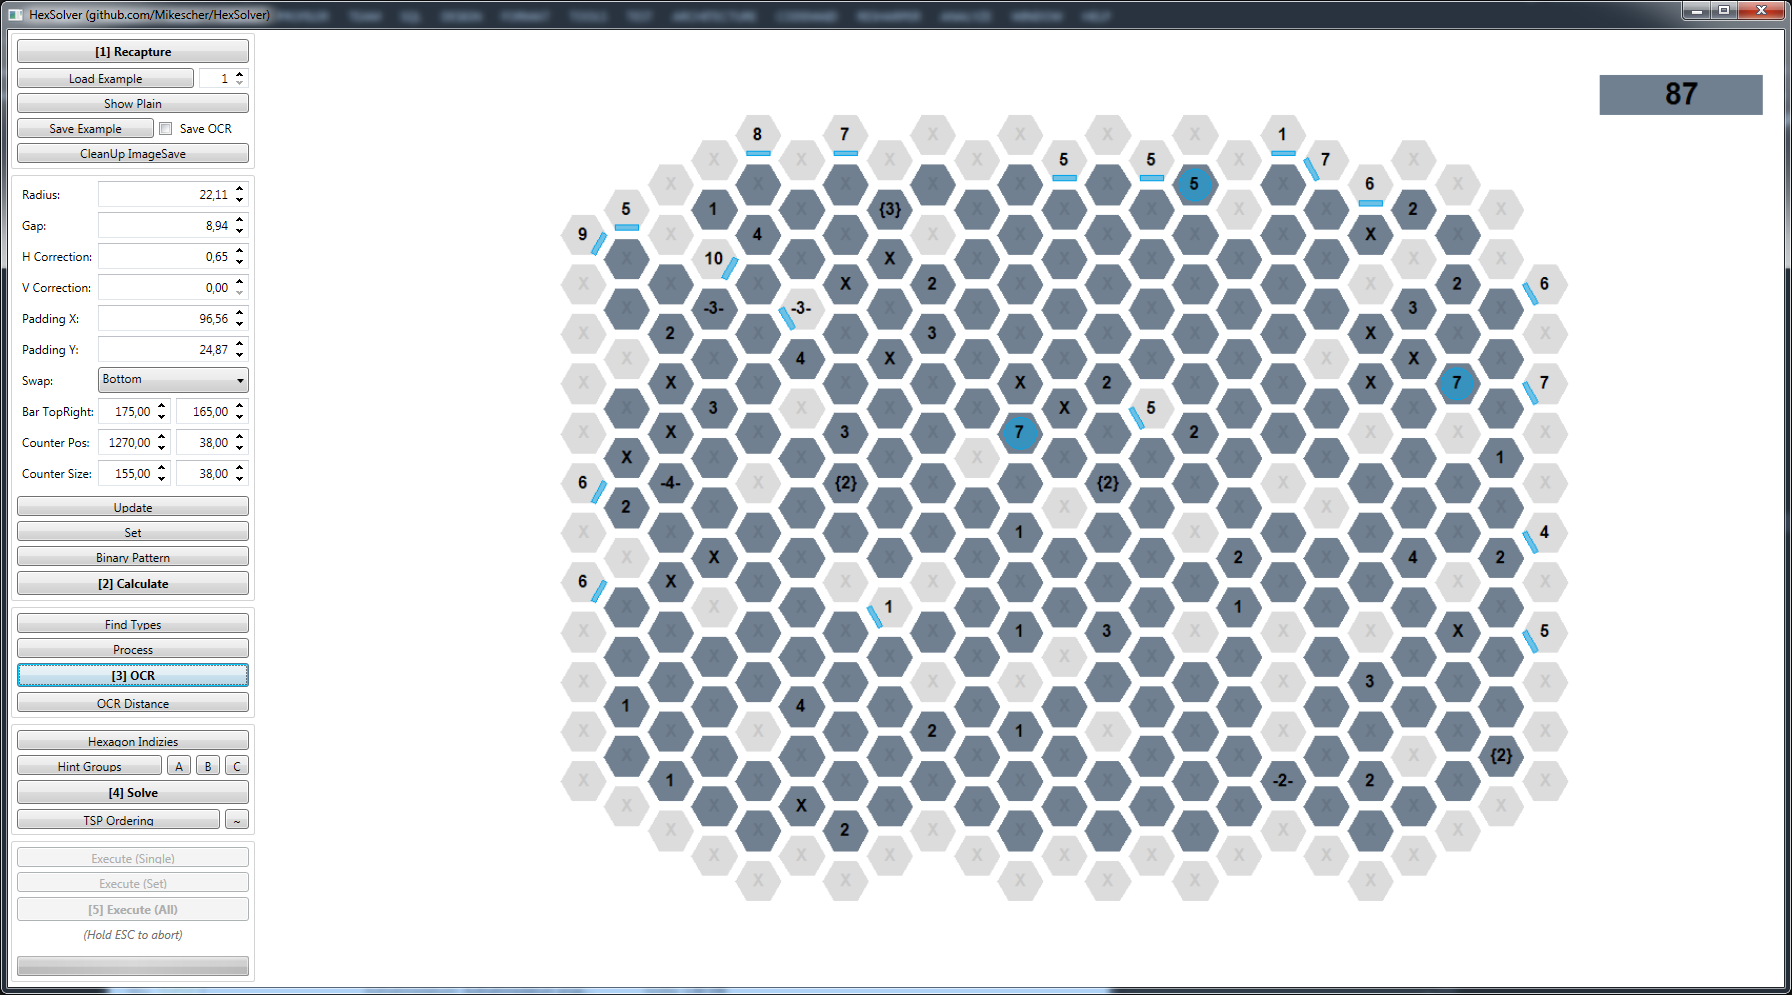 HexSolver (github.com/Mikescher/HexSolver)
[1] Recapture
Load Example 1
Show Plain
Save Example Save OCR
CleanUp ImageSave
Radius: 22,11
Gap: 8,94
H Correction: 0,65
V Correction: 0,00
Padding X: 96,56
Padding Y: 24,87
Swap: Bottom
Bar TopRight: 175,00 165,00
Counter Pos: 1270,00 38,00
Counter Size: 155,00 38,00
Update
Set
Binary Pattern
[2] Calculate
Find Types
Process
[3] OCR
OCR Distance
Hexagon Indizies
Hint Groups A B C
[4] Solve
TSP Ordering ~
Execute (Single)
Execute (Set)
[5] Execute (All)
(Hold ESC to abort)
87
8 7 1
5 5 7
5 6
5 1 {3} 2
9 4 X
10 X
X 2 2 6
-3- -3- 3
2 3 X
4 X X
X X 2 X 7 7
3 X 5
X 3 7 2
X 1
6 -4- {2} {2}
2
1 4
X 2 4 2
6 X
1 1
1 3 X 5
3
1 4
2 1
{2}
1 -2- 2
X
2